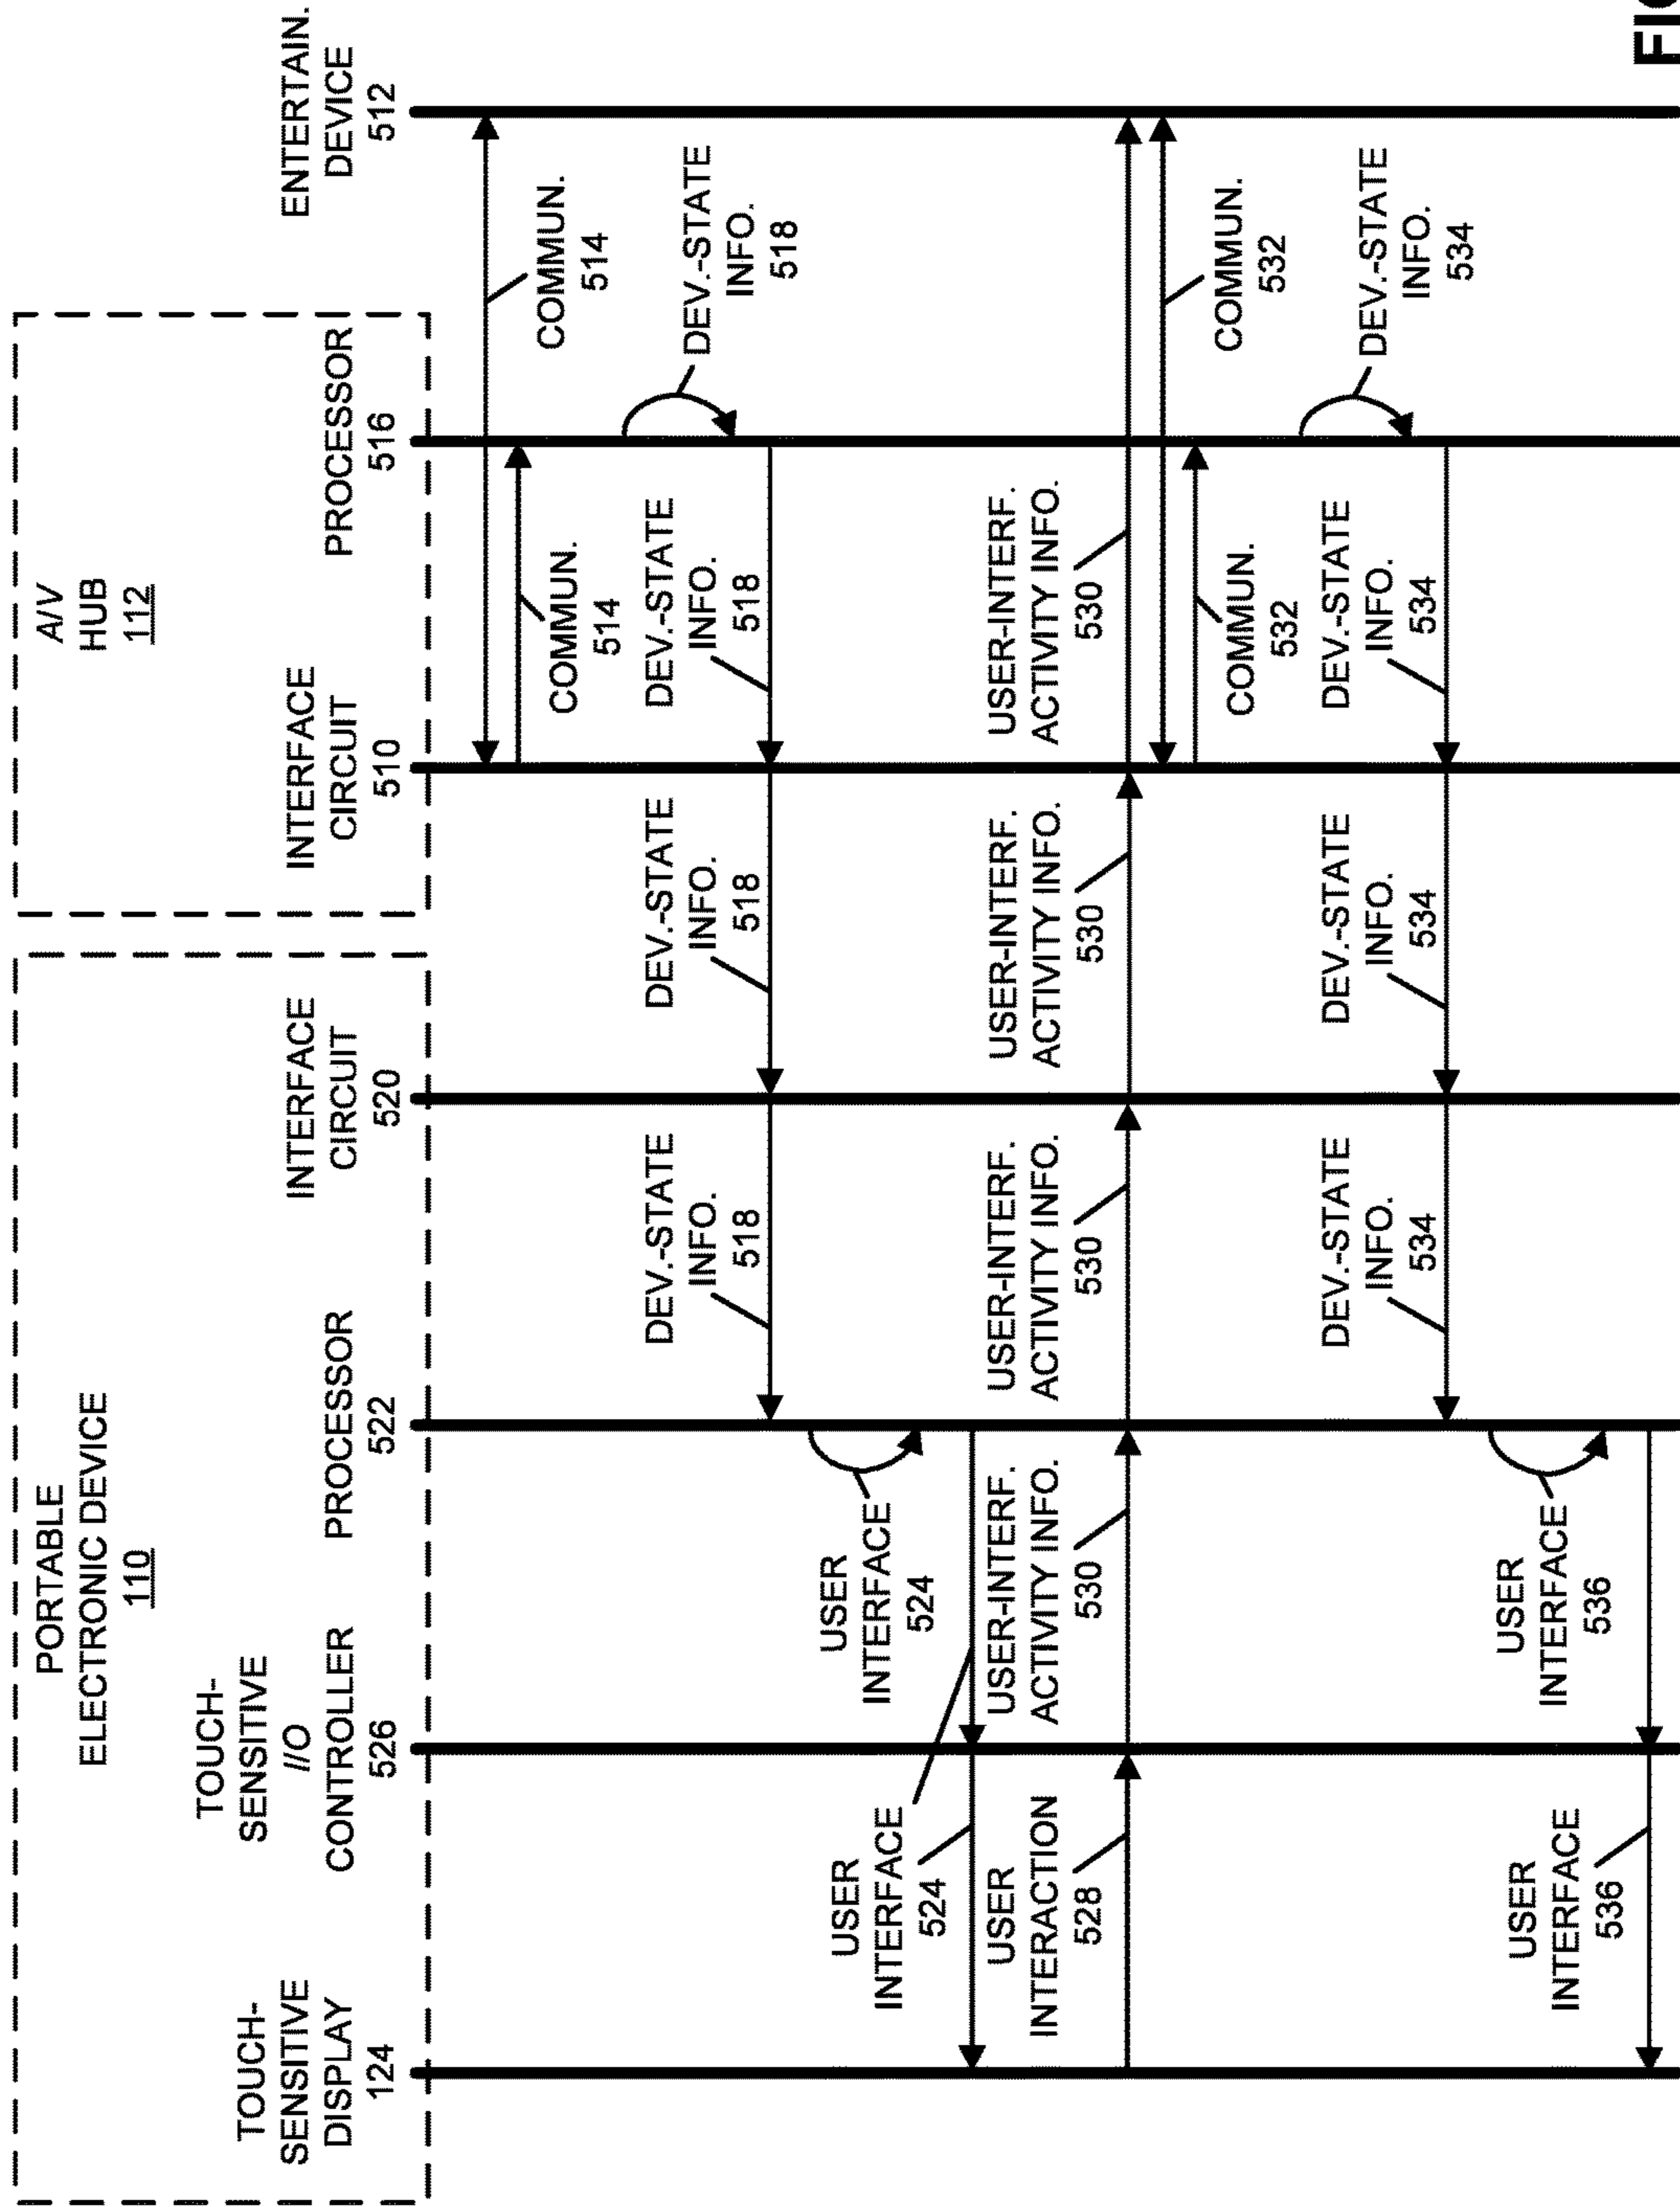 PORTABLE
ELECTRONIC DEVICE
110
A/V
HUB
112
TOUCH-
SENSITIVE
DISPLAY
124
TOUCH-
SENSITIVE
I/O
CONTROLLER
526
PROCESSOR
522
INTERFACE
CIRCUIT
520
INTERFACE
CIRCUIT
510
PROCESSOR
516
ENTERTAIN.
DEVICE
512
COMMUN.
514
COMMUN.
514
DEV.-STATE
INFO.
518
DEV.-STATE
INFO.
518
DEV.-STATE
INFO.
518
DEV.-STATE
INFO.
518
USER
INTERFACE
524
USER
INTERFACE
524
USER
INTERACTION
528
USER-INTERF.
ACTIVITY INFO.
530
USER-INTERF.
ACTIVITY INFO.
530
USER-INTERF.
ACTIVITY INFO.
530
USER-INTERF.
ACTIVITY INFO.
530
COMMUN.
532
COMMUN.
532
DEV.-STATE
INFO.
534
DEV.-STATE
INFO.
534
DEV.-STATE
INFO.
534
DEV.-STATE
INFO.
534
USER
INTERFACE
536
USER
INTERFACE
536